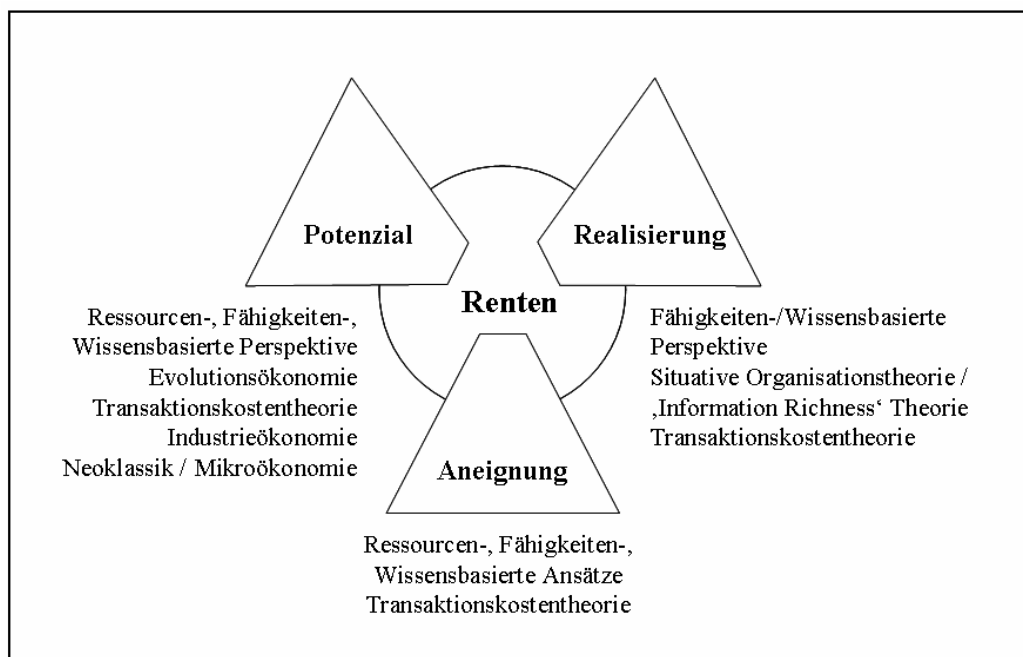 Potenzial
Realisierung
Renten
Ressourcen-, Fähigkeiten-,
Wissensbasierte Perspektive
Evolutionsökonomie
Transaktionskostentheorie
Industrieökonomie
Neoklassik / Mikroökonomie
Fähigkeiten-/Wissensbasierte
Perspektive
Situative Organisationstheorie /
‚Information Richness‘ Theorie
Transaktionskostentheorie
Aneignung
Ressourcen-, Fähigkeiten-,
Wissensbasierte Ansätze
Transaktionskostentheorie